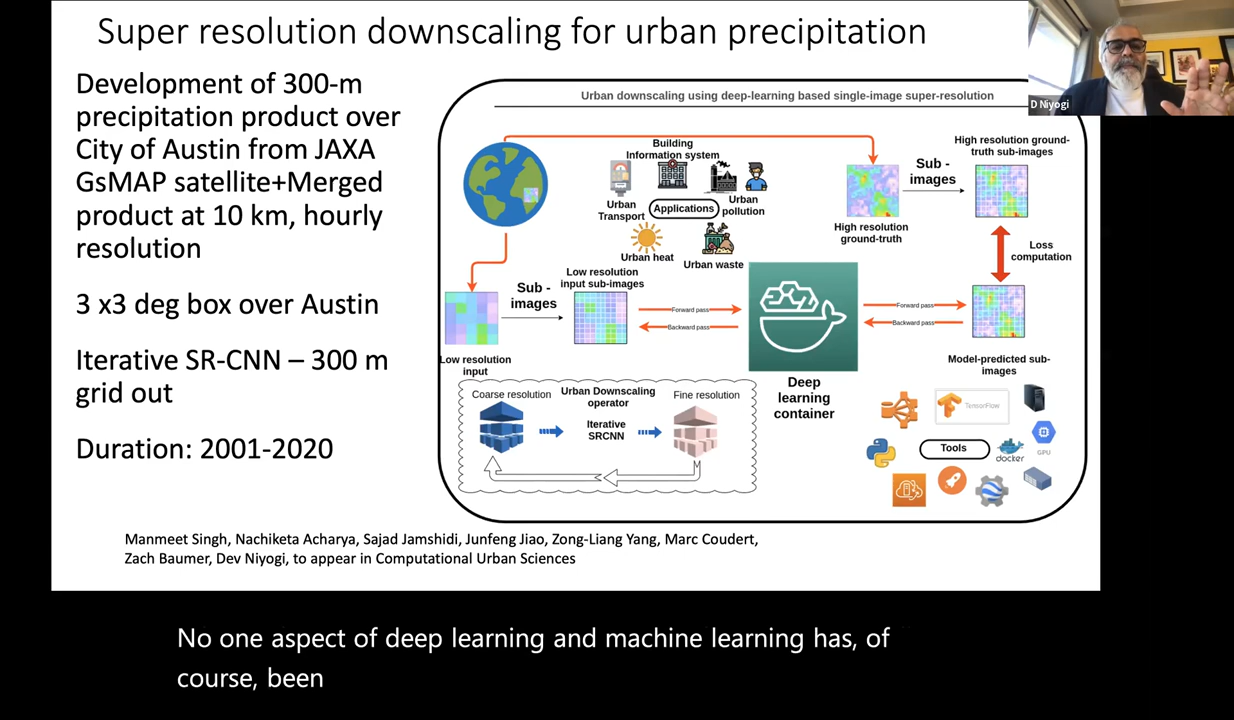 Super resolution downscaling for urban precipitation
D Niyogi
Development of 300-m
precipitation product over
City of Austin from JAXA
GsMAP satellite+Merged
product at 10 km, hourly
resolution
3 x3 deg box over Austin
Iterative SR-CNN – 300 m
grid out
Duration: 2001-2020
Urban downscaling using deep-learning based single-image super-resolution
Building
Information system
Urban
Transport
Applications
Urban
pollution
Urban heat
Urban waste
High resolution
ground-truth
Sub -
images
High resolution ground-
truth sub-images
Loss
computation
Low resolution
input
Sub -
images
Low resolution
input sub-images
Forward pass
Backward pass
Deep
learning
container
Forward pass
Backward pass
Model-predicted sub-
images
Coarse resolution
Urban Downscaling
operator
Iterative
SRCNN
Fine resolution
TensorFlow
Tools
docker
GPU
Manmeet Singh, Nachiketa Acharya, Sajad Jamshidi, Junfeng Jiao, Zong-Liang Yang, Marc Coudert,
Zach Baumer, Dev Niyogi, to appear in Computational Urban Sciences
No one aspect of deep learning and machine learning has, of
course, been